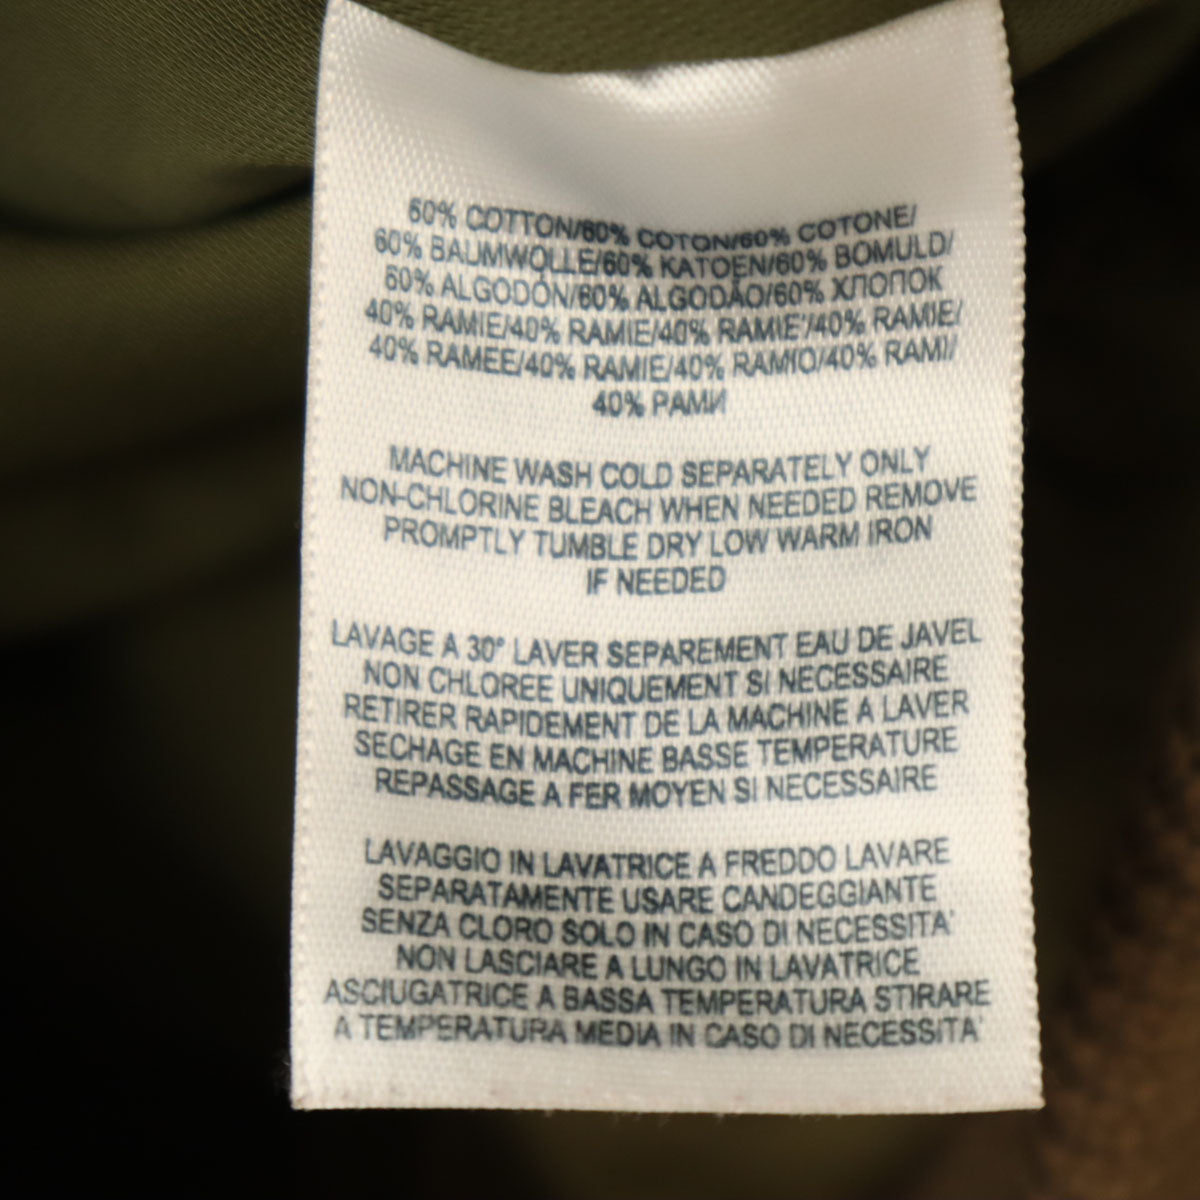 60% COTTON/60% COTON/60% COTONE/
60% BAUMWOLLE/60% KATOEN/60% BOMULD/
60% ALGODÓN/60% ALGODÃO/60% ХЛОПОК
40% RAMIE/40% RAMIE/40% RAMIE'/40% RAMIE/
40% RAMEE/40% RAMIE/40% RAMIO/40% RAMI/
40% РАМИ
MACHINE WASH COLD SEPARATELY ONLY
NON-CHLORINE BLEACH WHEN NEEDED REMOVE
PROMPTLY TUMBLE DRY LOW WARM IRON
IF NEEDED
LAVAGE A 30° LAVER SEPAREMENT EAU DE JAVEL
NON CHLOREE UNIQUEMENT SI NECESSAIRE
RETIRER RAPIDEMENT DE LA MACHINE A LAVER
SECHAGE EN MACHINE BASSE TEMPERATURE
REPASSAGE A FER MOYEN SI NECESSAIRE
LAVAGGIO IN LAVATRICE A FREDDO LAVARE
SEPARATAMENTE USARE CANDEGGIANTE
SENZA CLORO SOLO IN CASO DI NECESSITA'
NON LASCIARE A LUNGO IN LAVATRICE
ASCIUGATRICE A BASSA TEMPERATURA STIRARE
A TEMPERATURA MEDIA IN CASO DI NECESSITA'